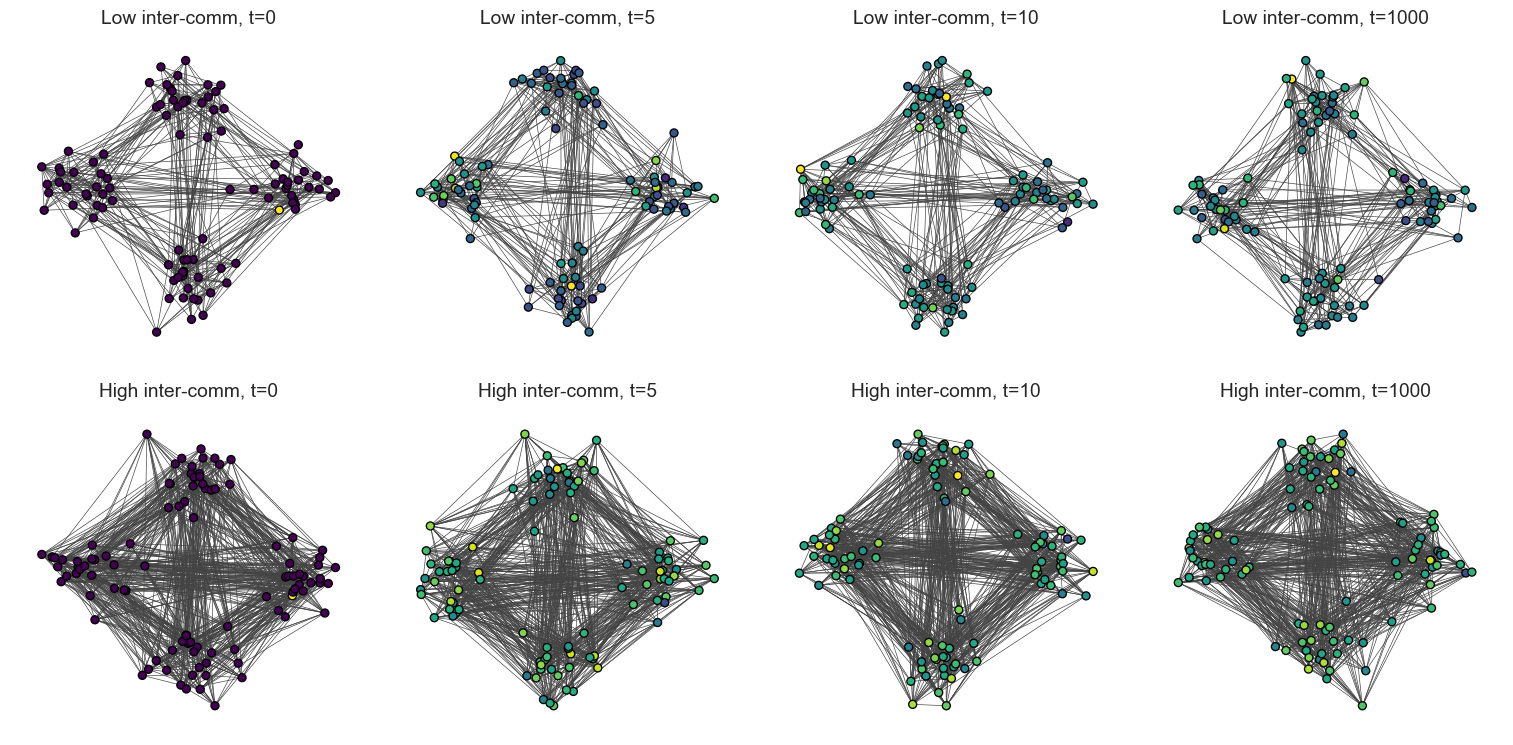 Low inter-comm, t=0
Low inter-comm, t=5
Low inter-comm, t=10
Low inter-comm, t=1000
High inter-comm, t=0
High inter-comm, t=5
High inter-comm, t=10
High inter-comm, t=1000